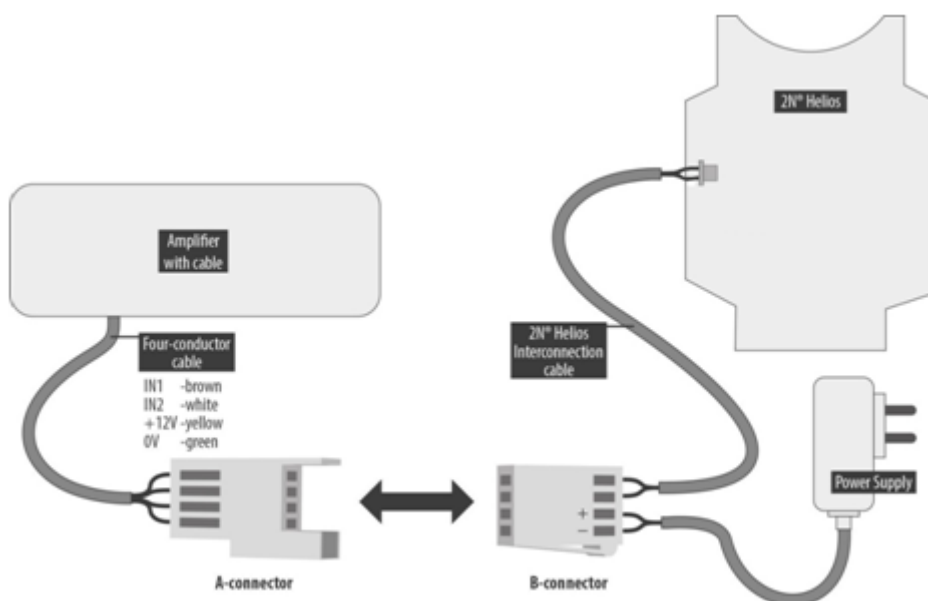 2N® Helios
Amplifier
with cable
2N® Helios
Interconnection
cable
Four-conductor
cable
IN1 -brown
IN2 -white
+12V -yellow
0V -green
Power Supply
+
−
A-connector
B-connector